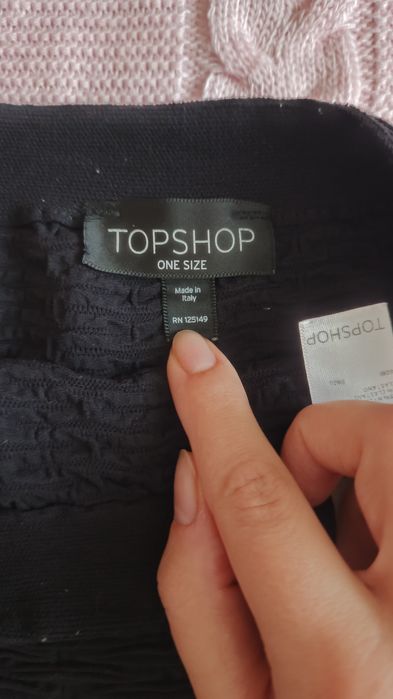 TOPSHOP
ONE SIZE
Made in
Italy
RN 125149
TOPSHOP